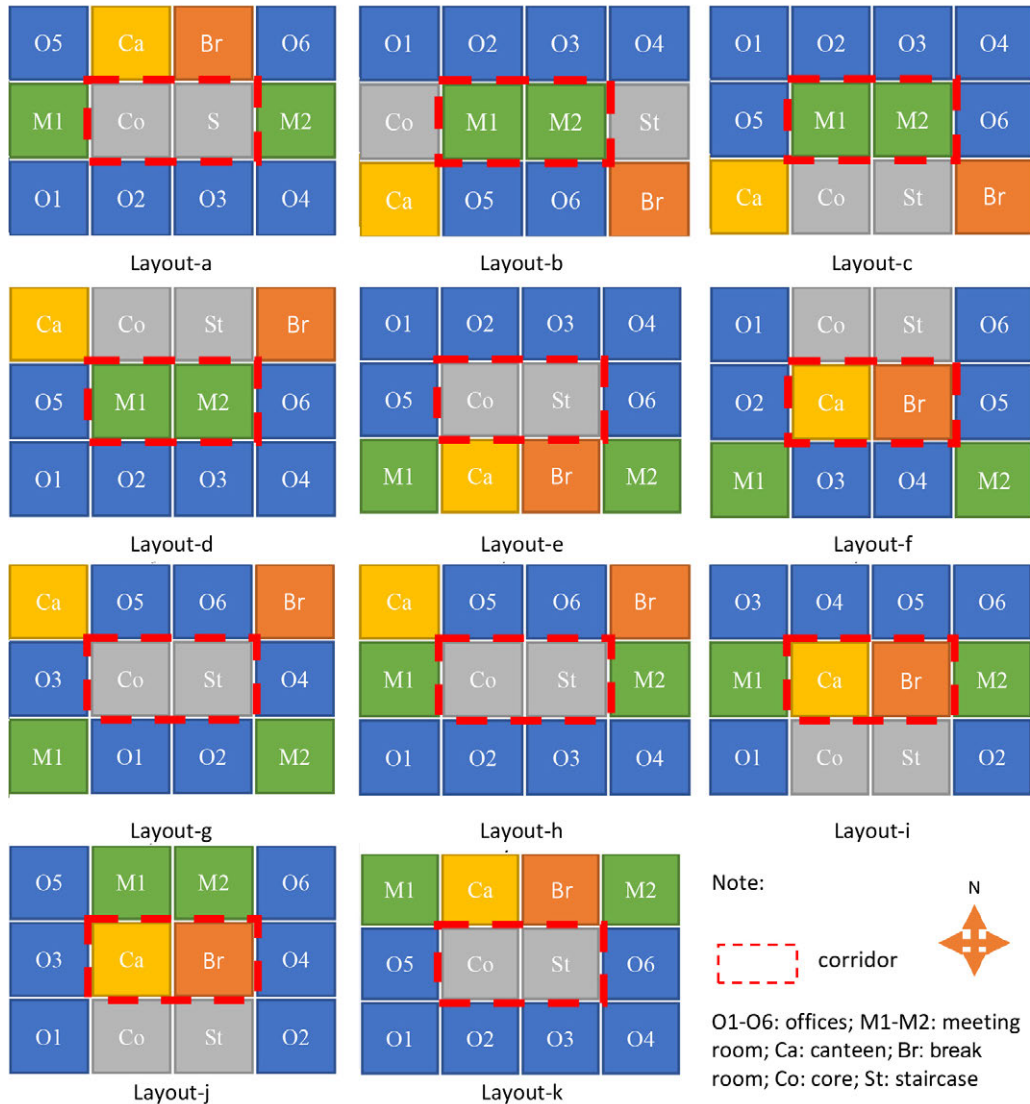 O5 Ca Br O6 O1 O2 O3 O4 O1 O2 O3 O4
M1 Co S M2 Co M1 M2 St O5 M1 M2 O6
O1 O2 O3 O4 Ca O5 O6 Br Ca Co St Br
Layout-a Layout-b Layout-c
Ca Co St Br O1 O2 O3 O4 O1 Co St O6
O5 M1 M2 O6 O5 Co St O6 O2 Ca Br O5
O1 O2 O3 O4 M1 Ca Br M2 M1 O3 O4 M2
Layout-d Layout-e Layout-f
Ca O5 O6 Br Ca O5 O6 Br O3 O4 O5 O6
O3 Co St O4 M1 Co St M2 M1 Ca Br M2
M1 O1 O2 M2 O1 O2 O3 O4 O1 Co St O2
Layout-g Layout-h Layout-i
O5 M1 M2 O6 M1 Ca Br M2
O3 Ca Br O4 O5 Co St O6
O1 Co St O2 O1 O2 O3 O4
Layout-j Layout-k
Note:
N
corridor
O1-O6: offices; M1-M2: meeting
room; Ca: canteen; Br: break
room; Co: core; St: staircase